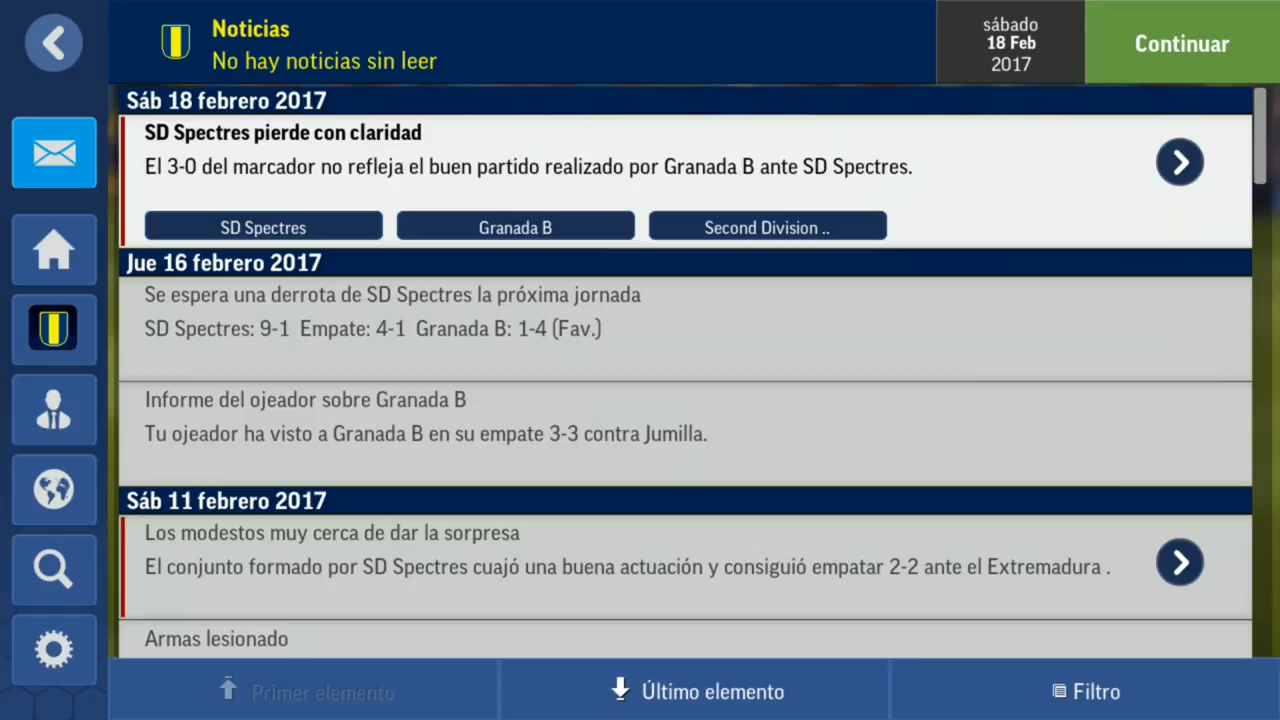 Noticias
No hay noticias sin leer
sábado
18 Feb
2017
Continuar
Sáb 18 febrero 2017
SD Spectres pierde con claridad
El 3-0 del marcador no refleja el buen partido realizado por Granada B ante SD Spectres.
SD Spectres
Granada B
Second Division ..
Jue 16 febrero 2017
Se espera una derrota de SD Spectres la próxima jornada
SD Spectres: 9-1  Empate: 4-1  Granada B: 1-4 (Fav.)
Informe del ojeador sobre Granada B
Tu ojeador ha visto a Granada B en su empate 3-3 contra Jumilla.
Sáb 11 febrero 2017
Los modestos muy cerca de dar la sorpresa
El conjunto formado por SD Spectres cuajó una buena actuación y consiguió empatar 2-2 ante el Extremadura .
Armas lesionado
Primer elemento
Último elemento
Filtro